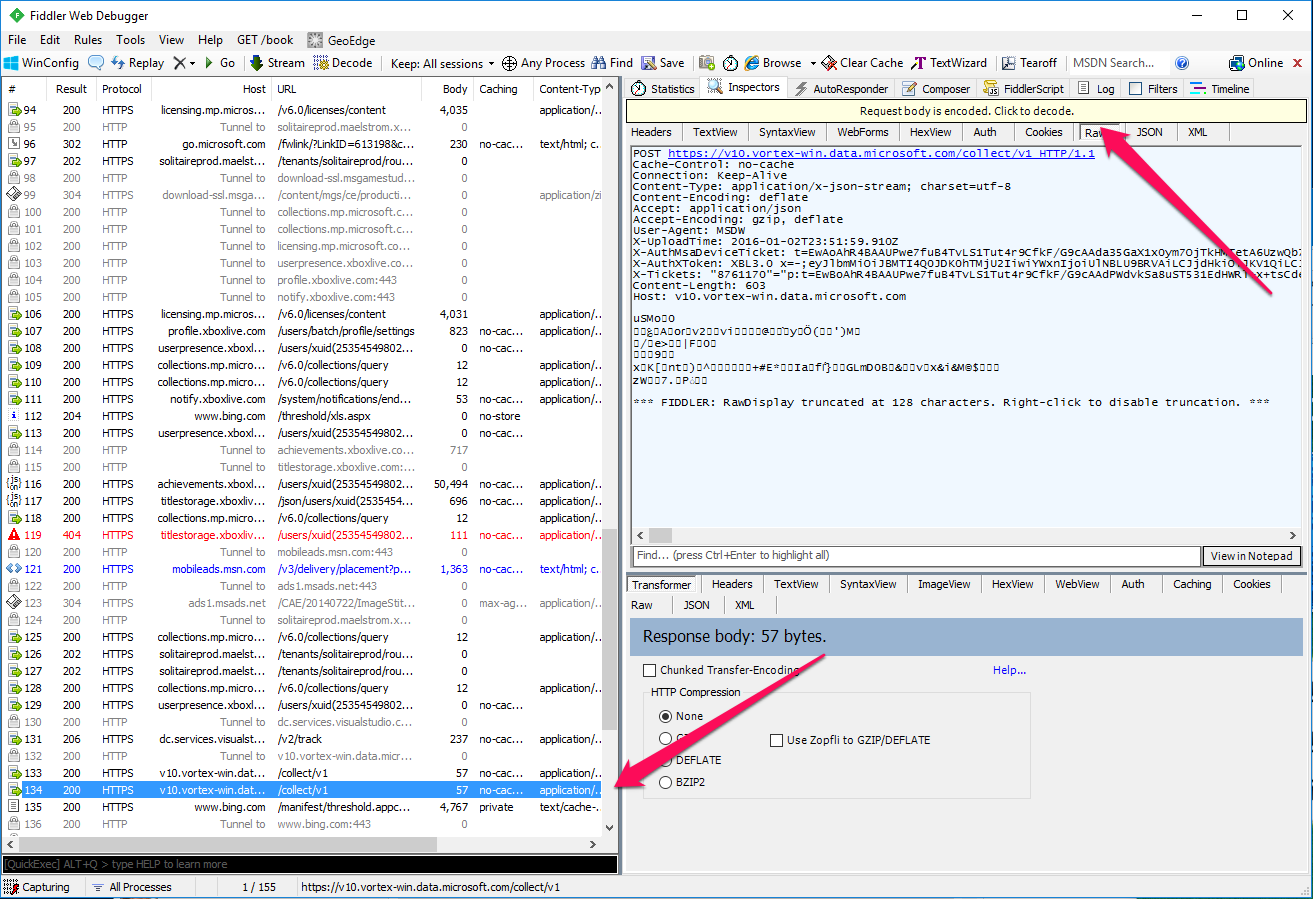 Fiddler Web Debugger
File Edit Rules Tools View Help GET /book GeoEdge
WinConfig Replay Go Stream Decode Keep: All sessions Any Process Find Save Browse Clear Cache TextWizard Tearoff MSDN Search... Online
# Result Protocol Host URL Body Caching Content-Typ
94 200 HTTPS licensing.mp.microsoft.com /v6.0/licenses/content 4,035 application/..
95 200 HTTP Tunnel to solitaireprod.maelstrom.x... 0
96 302 HTTP go.microsoft.com /fwlink/?LinkID=613198&c... 230 no-cac... text/html; c..
97 202 HTTPS solitaireprod.maelst... /tenants/solitaireprod/rou... 0
98 200 HTTP Tunnel to download-ssl.msgamestud... 0
99 304 HTTPS download-ssl.msga... /content/mgs/ce/producti... 0 application/zi
100 200 HTTP Tunnel to collections.mp.microsoft.c... 0
101 200 HTTP Tunnel to collections.mp.microsoft.c... 0
102 200 HTTP Tunnel to licensing.mp.microsoft.co... 0
103 200 HTTP Tunnel to collections.mp.microsoft.c... 0
104 200 HTTP Tunnel to profile.xboxlive.com:443 0
105 200 HTTP Tunnel to notify.xboxlive.com:443 0
106 200 HTTPS licensing.mp.microsoft.com /v6.0/licenses/content 4,031 application/..
107 200 HTTPS profile.xboxlive.com /users/batch/profile/settings 823 no-cac... application/..
108 200 HTTPS userpresence.xboxl... /users/xuid(25354549802... 0 no-cac...
109 200 HTTPS collections.mp.micro... /v6.0/collections/query 12 application/..
110 200 HTTPS collections.mp.micro... /v6.0/collections/query 12 application/..
111 200 HTTPS notify.xboxlive.com /system/notifications/end... 53 no-cac... application/..
112 204 HTTP www.bing.com /threshold/xls.aspx 0 no-store
113 200 HTTPS userpresence.xboxl... /users/xuid(25354549802... 0 no-cac...
114 200 HTTP Tunnel to achievements.xboxlive.com... 717
115 200 HTTP Tunnel to titlestorage.xboxlive.com:... 0
116 200 HTTPS achievements.xboxli... /users/xuid(25354549802... 50,494 no-cac... application/..
117 200 HTTPS titlestorage.xboxliv... /json/users/xuid(2535454... 696 no-cac... application/..
118 200 HTTPS collections.mp.micro... /v6.0/collections/query 12 application/..
119 404 HTTPS titlestorage.xboxliv... /users/xuid(25354549802... 111 no-cac... application/..
120 200 HTTP Tunnel to mobileads.msn.com:443 0
121 200 HTTPS mobileads.msn.com /v3/delivery/placement?p... 1,363 no-cac... text/html; c..
122 200 HTTP Tunnel to ads1.msads.net:443 0
123 304 HTTP ads1.msads.net /CAE/20140722/ImageStit... 0 max-ag... application/..
124 200 HTTP Tunnel to solitaireprod.maelstrom.x... 0
125 200 HTTPS collections.mp.micro... /v6.0/collections/query 12 application/..
126 202 HTTPS solitaireprod.maelst... /tenants/solitaireprod/rou... 0
127 202 HTTPS solitaireprod.maelst... /tenants/solitaireprod/rou... 0
128 200 HTTPS collections.mp.micro... /v6.0/collections/query 12 application/..
129 200 HTTPS userpresence.xboxl... /users/xuid(25354549802... 0 no-cac...
130 200 HTTP Tunnel to dc.services.visualstudio.c... 0
131 206 HTTPS dc.services.visualst... /v2/track 237 no-cac... application/..
132 200 HTTP Tunnel to v10.vortex-win.data.micr... 0
133 200 HTTPS v10.vortex-win.dat... /collect/v1 57 no-cac... application/..
134 200 HTTPS v10.vortex-win.dat... /collect/v1 57 no-cac... application/..
135 200 HTTPS www.bing.com /manifest/threshold.appc... 4,767 private text/cache-..
136 200 HTTP Tunnel to www.bing.com:443 0
[QuickExec] ALT+Q > type HELP to learn more
Capturing All Processes 1 / 155 https://v10.vortex-win.data.microsoft.com/collect/v1
Statistics Inspectors AutoResponder Composer FiddlerScript Log Filters Timeline
Request body is encoded. Click to decode.
Headers TextView SyntaxView WebForms HexView Auth Cookies Raw JSON XML
POST https://v10.vortex-win.data.microsoft.com/collect/v1 HTTP/1.1
Cache-Control: no-cache
Connection: Keep-Alive
Content-Type: application/x-json-stream; charset=utf-8
Content-Encoding: deflate
Accept: application/json
Accept-Encoding: gzip, deflate
User-Agent: MSDW
X-UploadTime: 2016-01-02T23:51:59.910Z
X-AuthMsaDeviceTicket:
X-AuthXToken: XBL3.0
X-Tickets: "8761170"=
Content-Length: 603
Host: v10.vortex-win.data.microsoft.com
*** FIDDLER: RawDisplay truncated at 128 characters. Right-click to disable truncation. ***
Find... (press Ctrl+Enter to highlight all) View in Notepad
Transformer Headers TextView SyntaxView ImageView HexView WebView Auth Caching Cookies
Raw JSON XML
Response body: 57 bytes.
Chunked Transfer-Encoding Help...
HTTP Compression
None
Use Zopfli to GZIP/DEFLATE
DEFLATE
BZIP2